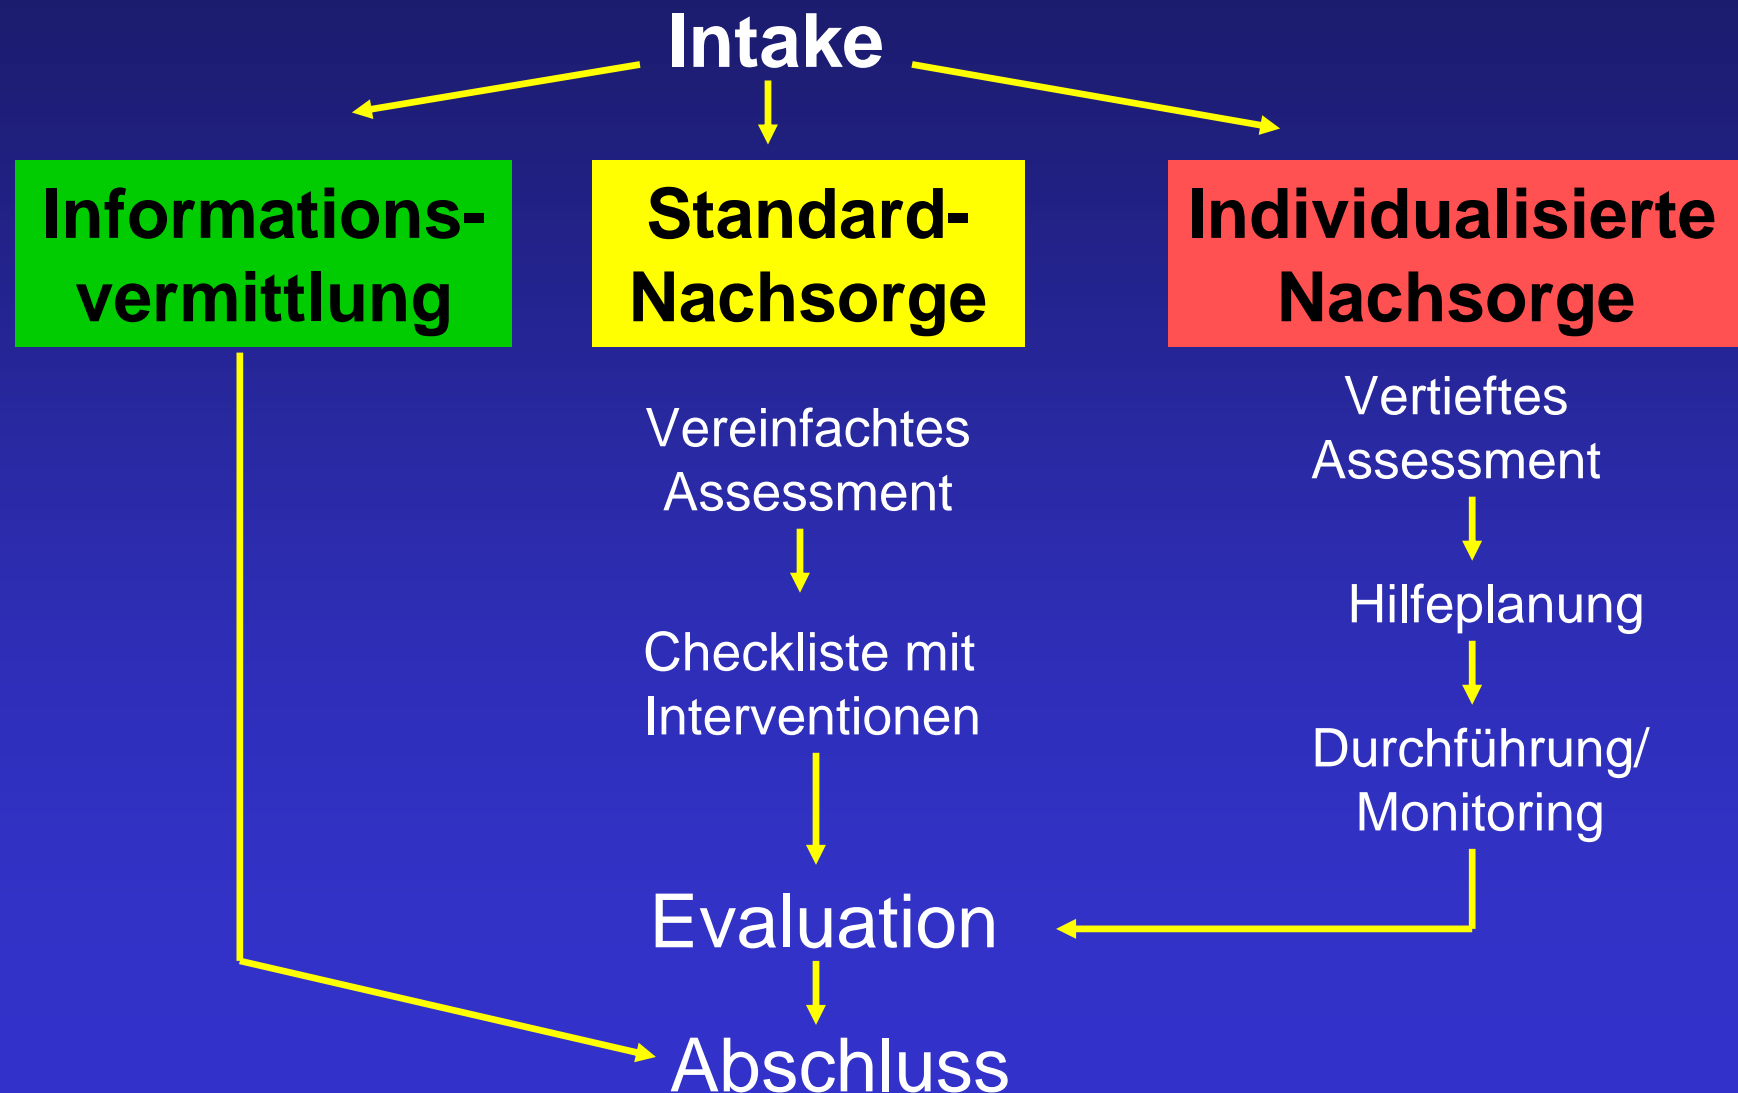 Intake
Informations-
vermittlung
Standard-
Nachsorge
Individualisierte
Nachsorge
Vereinfachtes
Assessment
Checkliste mit
Interventionen
Vertieftes
Assessment
Hilfeplanung
Durchführung/
Monitoring
Evaluation
Abschluss